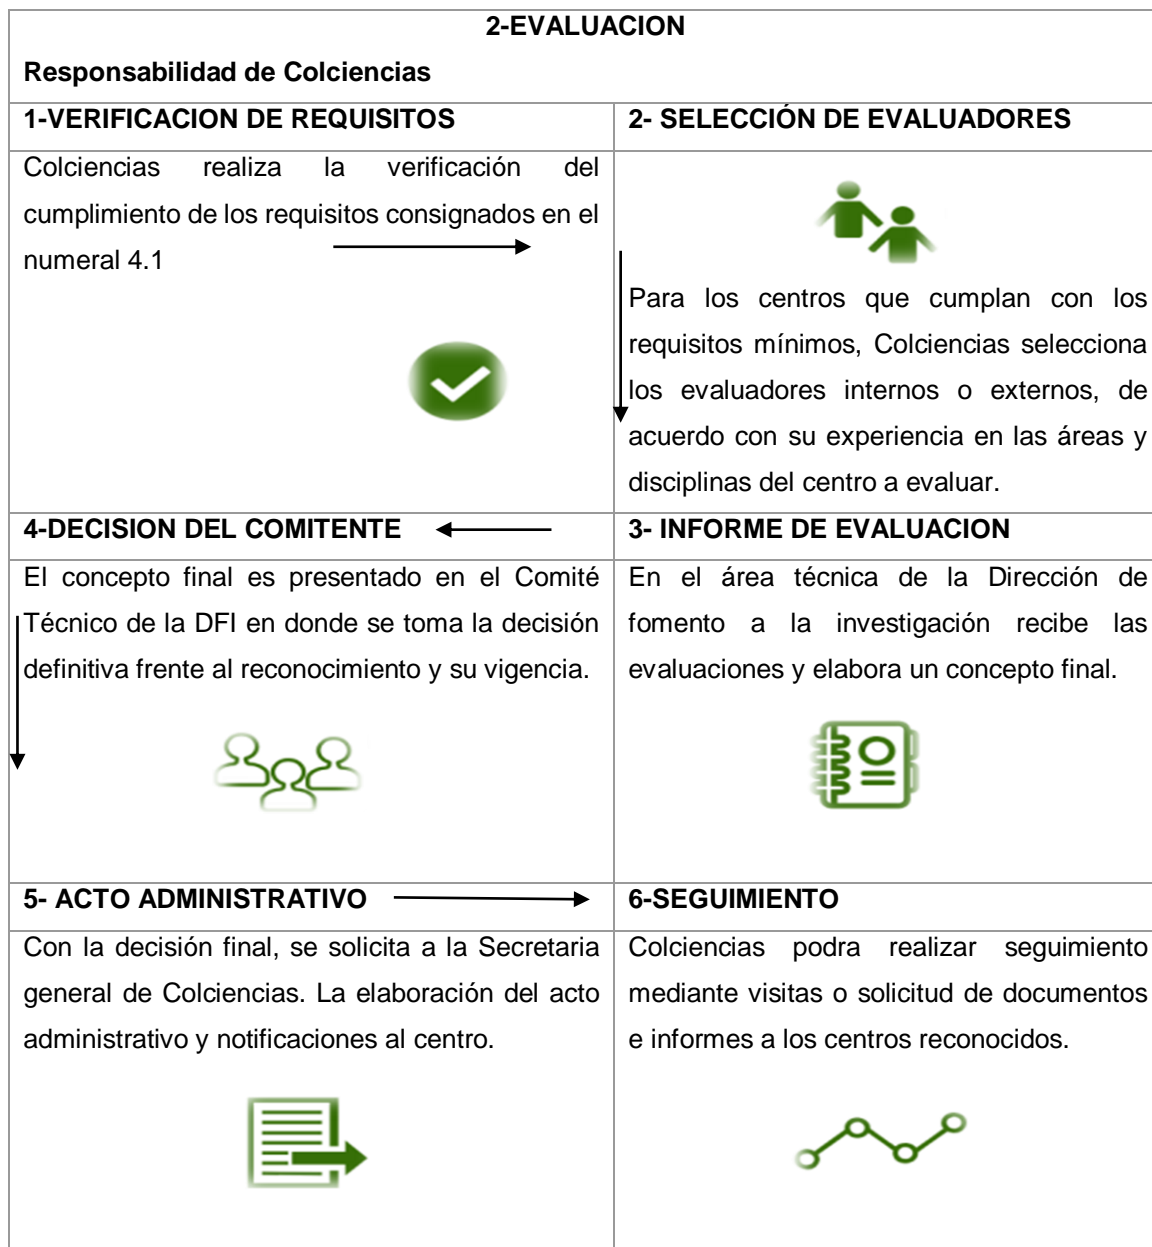 2-EVALUACION
Responsabilidad de Colciencias
1-VERIFICACION DE REQUISITOS
Colciencias realiza la verificación del
cumplimiento de los requisitos consignados en el
numeral 4.1
2- SELECCIÓN DE EVALUADORES
Para los centros que cumplan con los
requisitos mínimos, Colciencias selecciona
los evaluadores internos o externos, de
acuerdo con su experiencia en las áreas y
disciplinas del centro a evaluar.
4-DECISION DEL COMITENTE
El concepto final es presentado en el Comité
Técnico de la DFI en donde se toma la decisión
definitiva frente al reconocimiento y su vigencia.
3- INFORME DE EVALUACION
En el área técnica de la Dirección de
fomento a la investigación recibe las
evaluaciones y elabora un concepto final.
5- ACTO ADMINISTRATIVO
Con la decisión final, se solicita a la Secretaria
general de Colciencias. La elaboración del acto
administrativo y notificaciones al centro.
6-SEGUIMIENTO
Colciencias podra realizar seguimiento
mediante visitas o solicitud de documentos
e informes a los centros reconocidos.